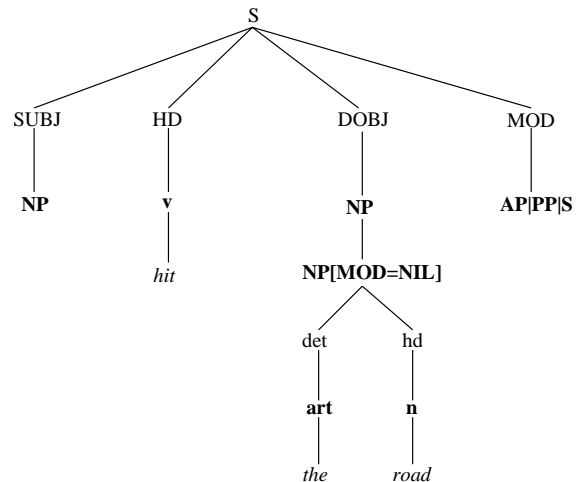 S
SUBJ HD DOBJ MOD
NP v NP AP|PP|S
hit NP[MOD=NIL]
det hd
art n
the road